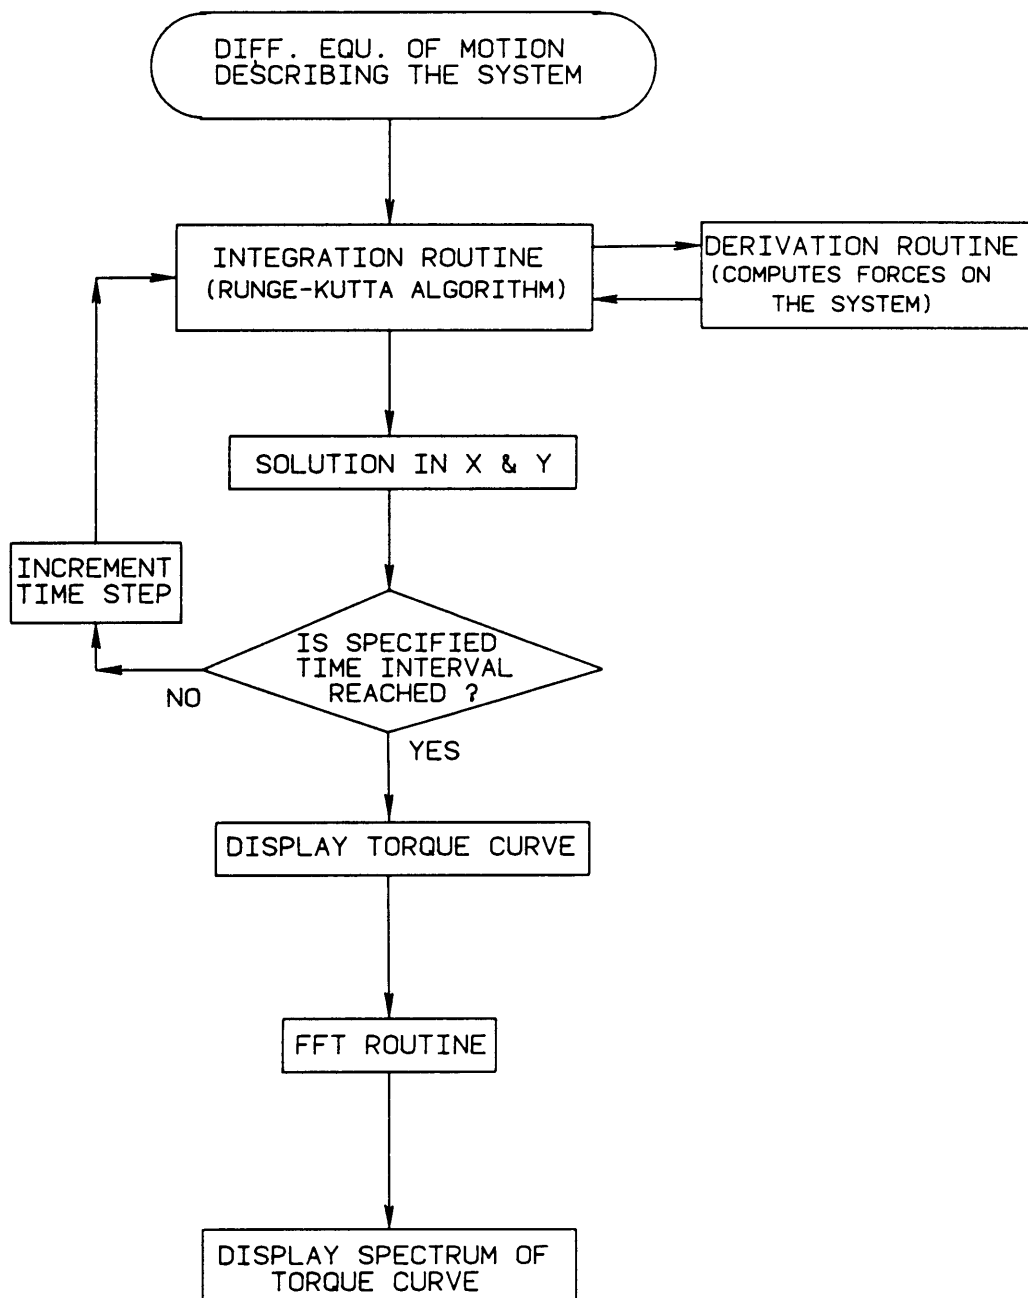 DIFF. EQU. OF MOTION
DESCRIBING THE SYSTEM
INTEGRATION ROUTINE
(RUNGE-KUTTA ALGORITHM)
DERIVATION ROUTINE
(COMPUTES FORCES ON
THE SYSTEM)
SOLUTION IN X & Y
INCREMENT
TIME STEP
IS SPECIFIED
TIME INTERVAL
REACHED ?
NO
YES
DISPLAY TORQUE CURVE
FFT ROUTINE
DISPLAY SPECTRUM OF
TORQUE CURVE